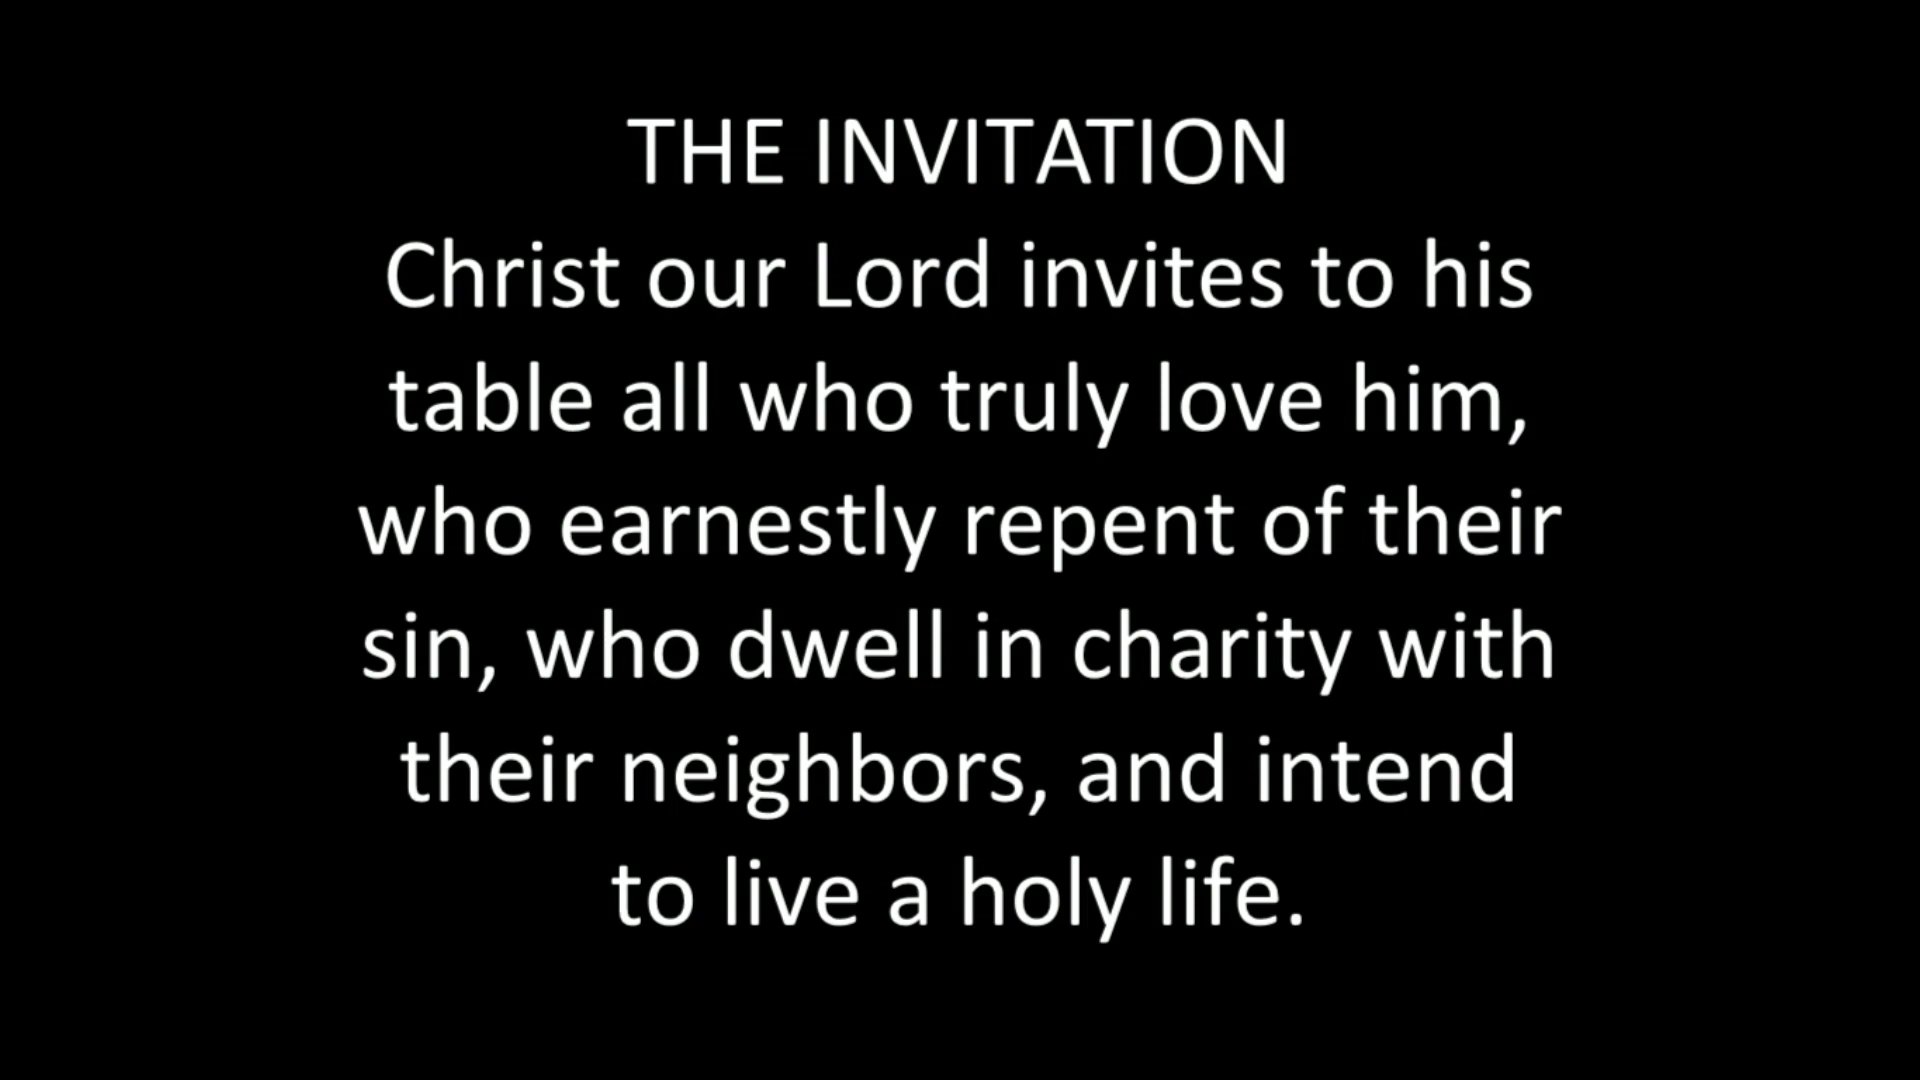 THE INVITATION
Christ our Lord invites to his
table all who truly love him,
who earnestly repent of their
sin, who dwell in charity with
their neighbors, and intend
to live a holy life.